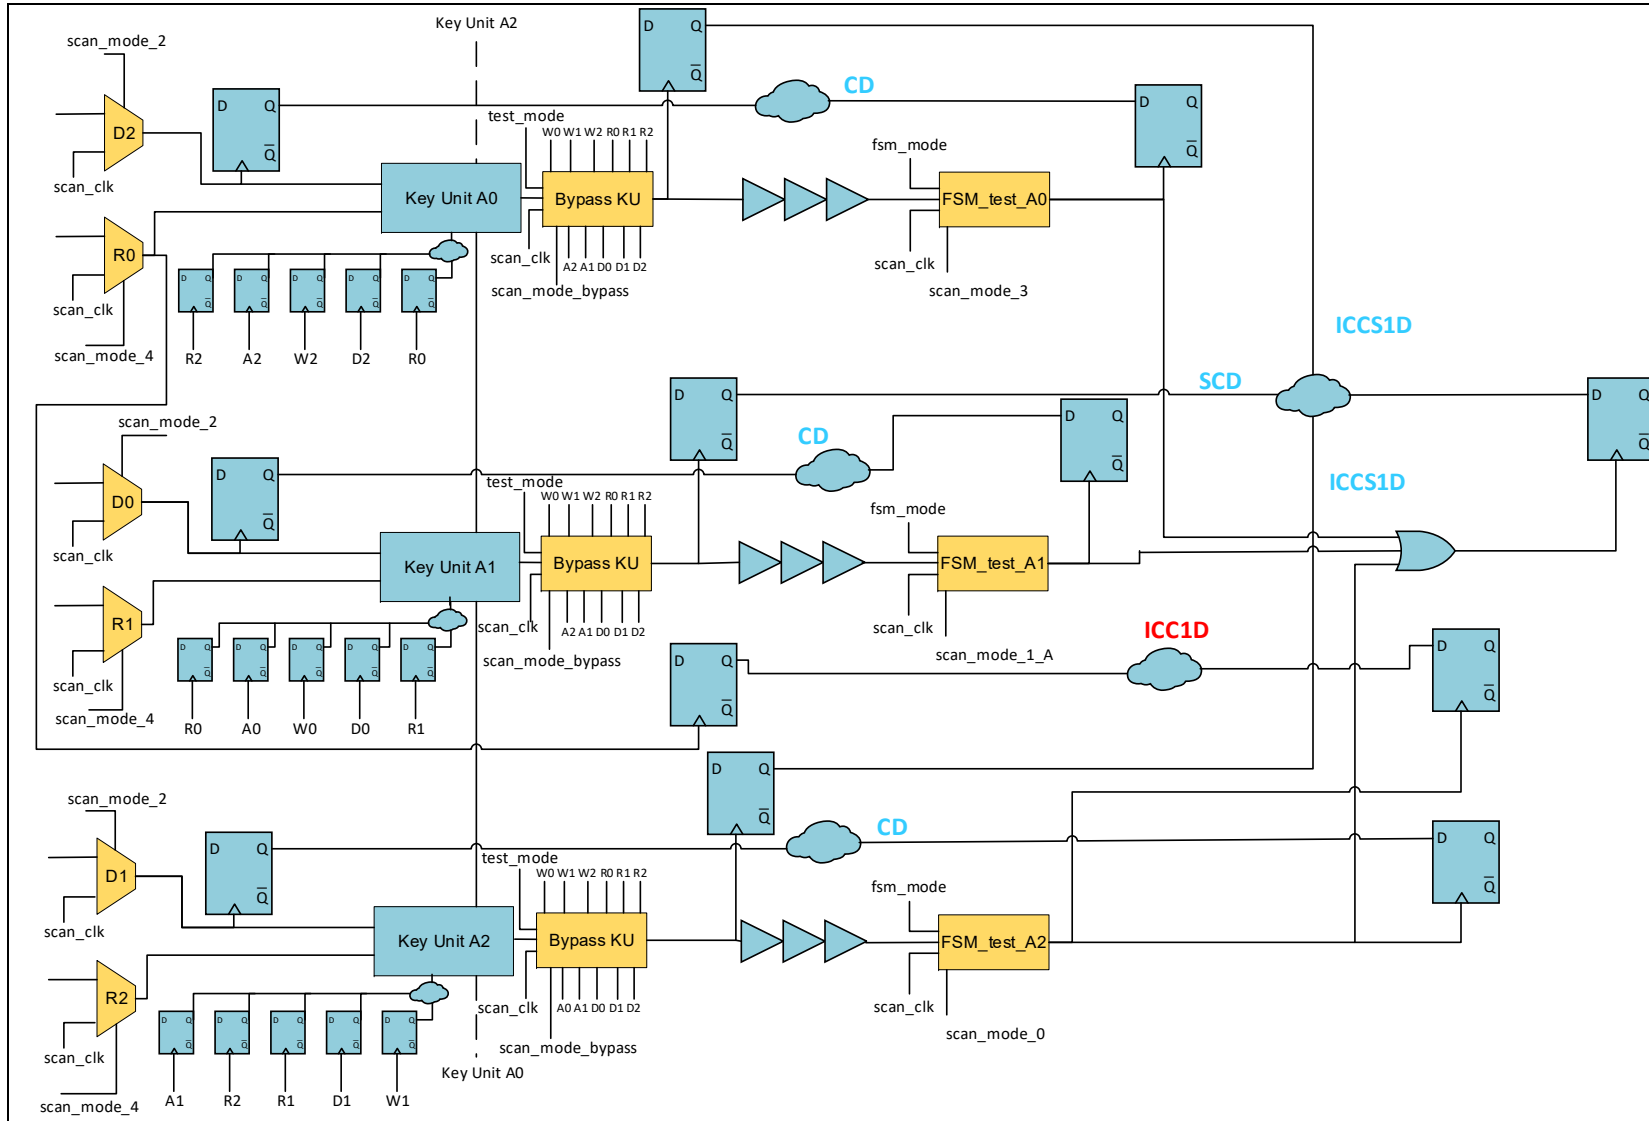 Key Unit A2
D Q
Q
scan_mode_2
D2
scan_clk
D Q
Q
CD
D Q
Q
test_mode
W0 W1 W2 R0 R1 R2
Key Unit A0
Bypass KU
scan_clk
A2 A1 D0 D1 D2
scan_mode_bypass
fsm_mode
FSM_test_A0
scan_clk
scan_mode_3
R0
scan_clk
scan_mode_4
D Q D Q D Q D Q D Q
Q Q Q Q Q
R2 A2 W2 D2 R0
ICCS1D
SCD
D Q
Q
D Q
Q
scan_mode_2
D0
scan_clk
D Q
Q
CD
D Q
Q
ICCS1D
test_mode
W0 W1 W2 R0 R1 R2
Key Unit A1
Bypass KU
scan_clk
A2 A1 D0 D1 D2
scan_mode_bypass
fsm_mode
FSM_test_A1
scan_clk
scan_mode_1_A
R1
scan_clk
scan_mode_4
D Q D Q D Q D Q D Q
Q Q Q Q Q
R0 A0 W0 D0 R1
ICC1D
D Q
Q
D Q
Q
D Q
Q
scan_mode_2
D1
scan_clk
D Q
Q
CD
D Q
Q
test_mode
W0 W1 W2 R0 R1 R2
Key Unit A2
Bypass KU
scan_clk
A0 A1 D0 D1 D2
scan_mode_bypass
fsm_mode
FSM_test_A2
scan_clk
scan_mode_0
R2
scan_clk
scan_mode_4
D Q D Q D Q D Q D Q
Q Q Q Q Q
A1 R2 R1 D1 W1
Key Unit A0